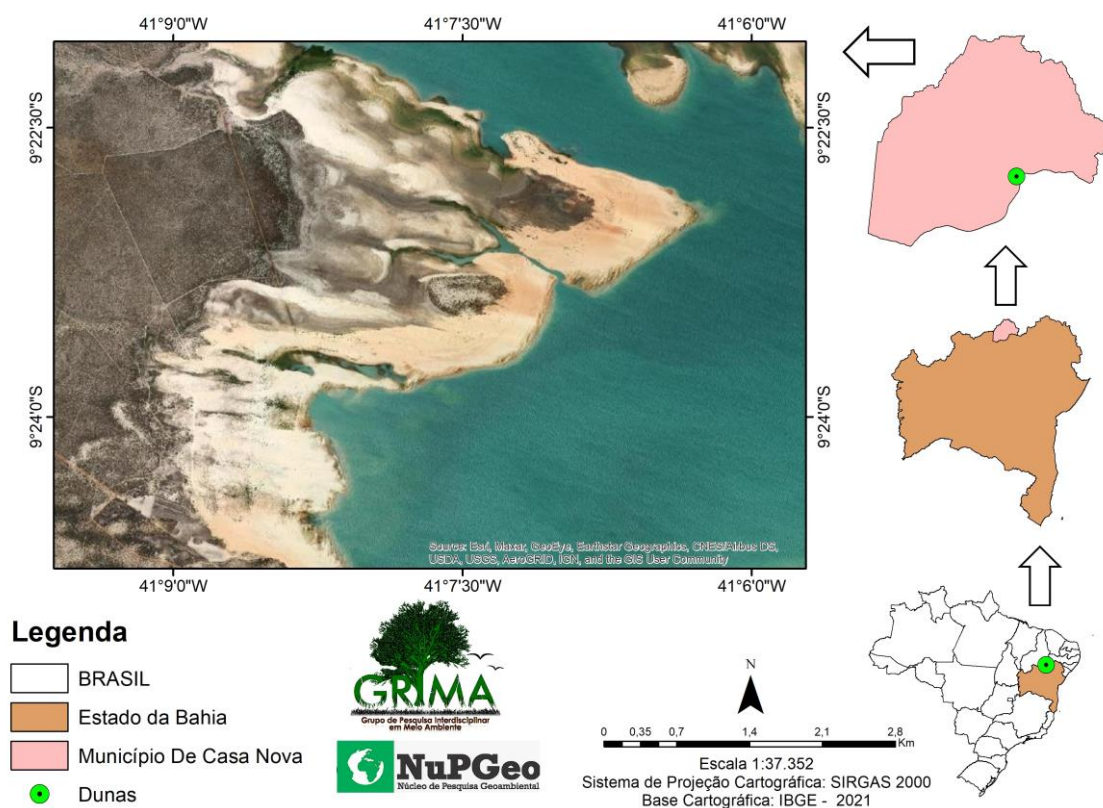 41°9'0"W
41°7'30"W
41°6'0"W
9°22'30"S
9°22'30"S
9°24'0"S
9°24'0"S
Source: Esri, Maxar, GeoEye, Earthstar Geographics, CNES/Airbus DS,
USDA, USGS, AeroGRID, IGN, and the GIS User Community
41°9'0"W
41°7'30"W
41°6'0"W
Legenda
BRASIL
Estado da Bahia
Município De Casa Nova
Dunas
GRIMA
Grupo de Pesquisa Interdisciplinar
em Meio Ambiente
NuPGeo
Núcleo de Pesquisa Geoambiental
N
0 0,35 0,7 1,4 2,1 2,8
Km
Escala 1:37.352
Sistema de Projeção Cartográfica: SIRGAS 2000
Base Cartográfica: IBGE - 2021